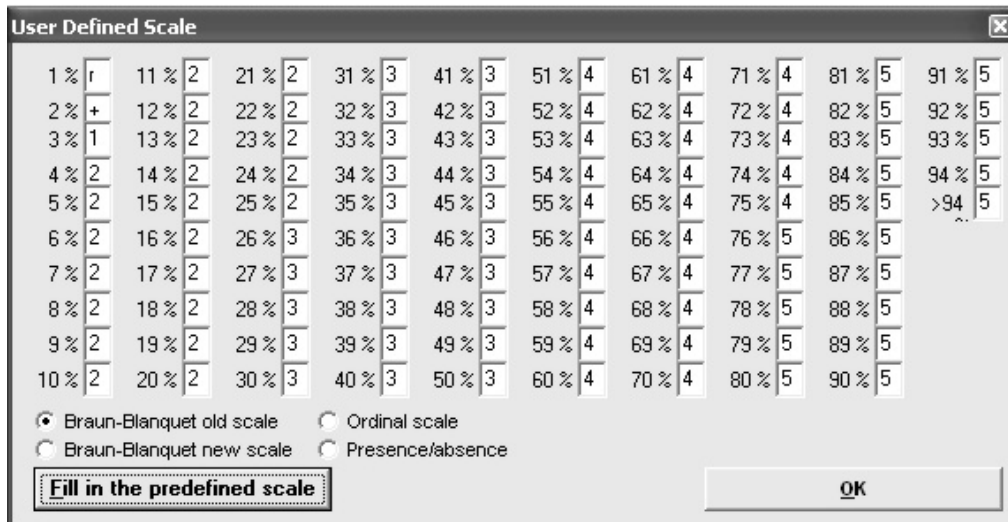 User Defined Scale
1 % r 11 % 2 21 % 2 31 % 3 41 % 3 51 % 4 61 % 4 71 % 4 81 % 5 91 % 5
2 % + 12 % 2 22 % 2 32 % 3 42 % 3 52 % 4 62 % 4 72 % 4 82 % 5 92 % 5
3 % 1 13 % 2 23 % 2 33 % 3 43 % 3 53 % 4 63 % 4 73 % 4 83 % 5 93 % 5
4 % 2 14 % 2 24 % 2 34 % 3 44 % 3 54 % 4 64 % 4 74 % 4 84 % 5 94 % 5
5 % 2 15 % 2 25 % 2 35 % 3 45 % 3 55 % 4 65 % 4 75 % 4 85 % 5 >94 5
6 % 2 16 % 2 26 % 3 36 % 3 46 % 3 56 % 4 66 % 4 76 % 5 86 % 5
7 % 2 17 % 2 27 % 3 37 % 3 47 % 3 57 % 4 67 % 4 77 % 5 87 % 5
8 % 2 18 % 2 28 % 3 38 % 3 48 % 3 58 % 4 68 % 4 78 % 5 88 % 5
9 % 2 19 % 2 29 % 3 39 % 3 49 % 3 59 % 4 69 % 4 79 % 5 89 % 5
10 % 2 20 % 2 30 % 3 40 % 3 50 % 3 60 % 4 70 % 4 80 % 5 90 % 5
Braun-Blanquet old scale Ordinal scale
Braun-Blanquet new scale Presence/absence
Fill in the predefined scale OK